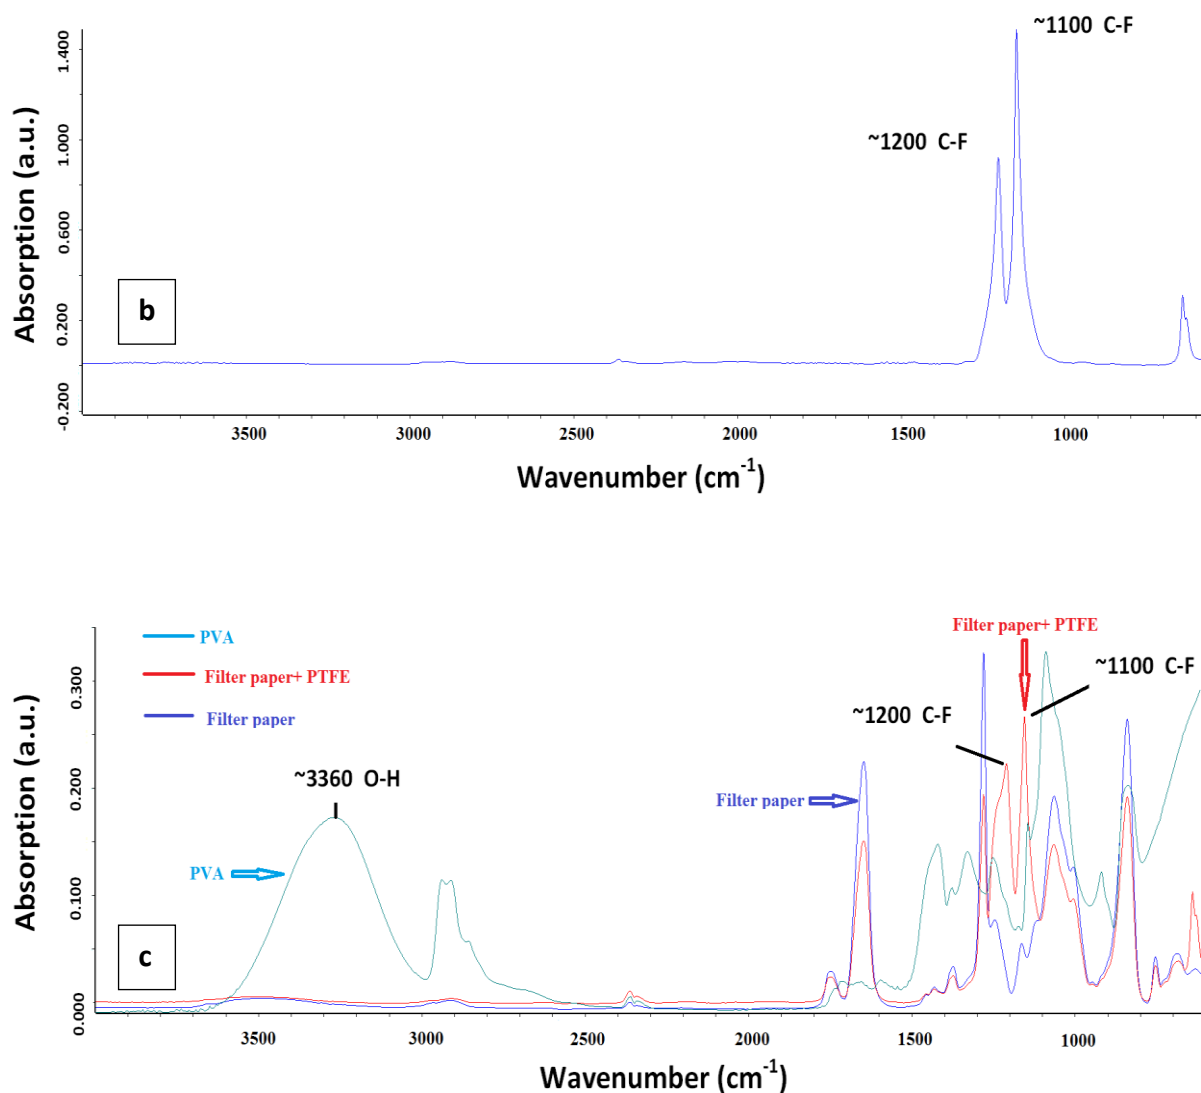 ~1100 C-F
~1200 C-F
Absorption (a.u.)
1.400
1.000
0.600
0.200
-0.200
b
3500
3000
2500
2000
1500
1000
Wavenumber (cm-1)
PVA
Filter paper+ PTFE
Filter paper
Filter paper+ PTFE
~1100 C-F
~1200 C-F
~3360 O-H
Filter paper
PVA
Absorption (a.u.)
0.300
0.200
0.100
0.000
c
3500
3000
2500
2000
1500
1000
Wavenumber (cm-1)